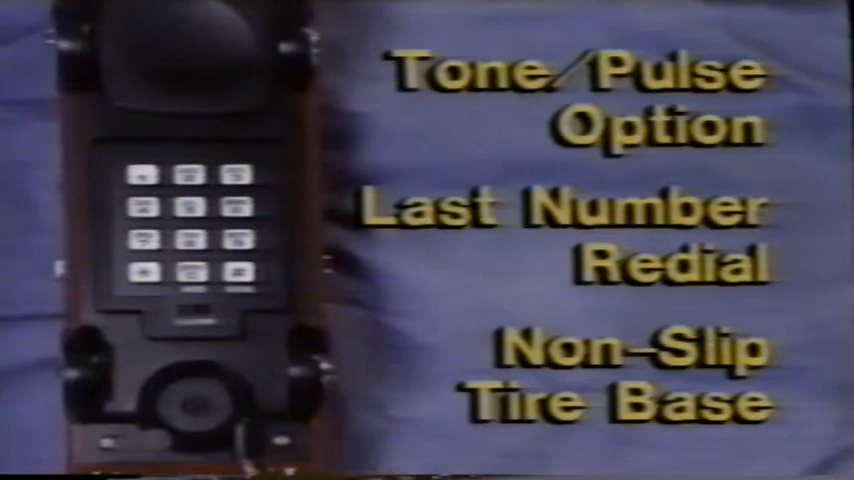 Tone/Pulse
Option
Last Number
Redial
Non-Slip
Tire Base